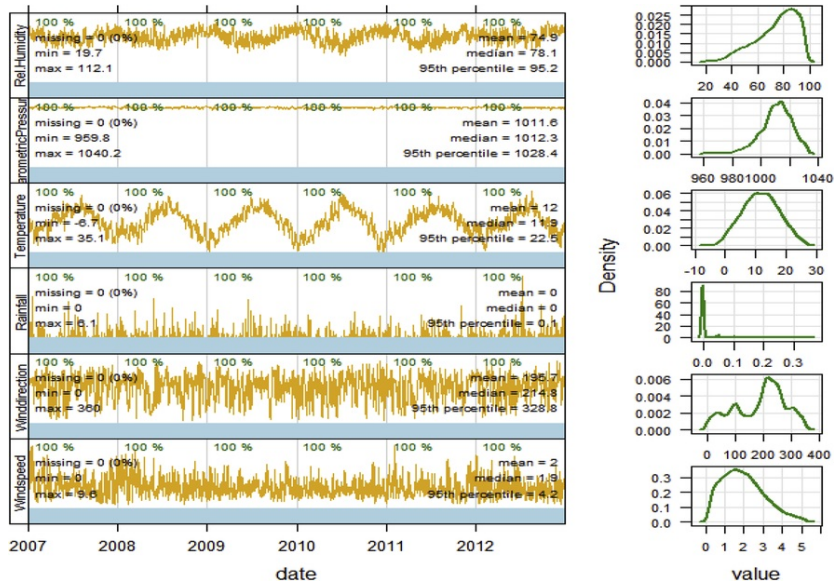 Rel.Humidity
100 % 100 % 100 % 100 % 100 % 100 %
missing = 0 (0%)
min = 19.7
max = 112.1
mean = 74.9
median = 78.1
95th percentile = 95.2
arometricPressur
100 % 100 % 100 % 100 % 100 % 100 %
missing = 0 (0%)
min = 959.8
max = 1040.2
mean = 1011.6
median = 1012.3
95th percentile = 1028.4
Temperature
100 % 100 % 100 % 100 % 100 % 100 %
missing = 0 (0%)
min = -6.7
max = 35.1
mean = 12
median = 11.9
95th percentile = 22.5
Rainfall
100 % 100 % 100 % 100 % 100 % 100 %
missing = 0 (0%)
min = 0
max = 6.1
mean = 0
median = 0
95th percentile = 0.1
Winddirection
100 % 100 % 100 % 100 % 100 % 100 %
missing = 0 (0%)
min = 0
max = 360
mean = 195.7
median = 214.8
95th percentile = 328.8
Windspeed
100 % 100 % 100 % 100 % 100 % 100 %
missing = 0 (0%)
min = 0
max = 9.6
mean = 2
median = 1.9
95th percentile = 4.2
2007 2008 2009 2010 2011 2012
date
Density
0.030
0.025
0.015
0.000
20 40 60 80 100
0.04
0.03
0.02
0.01
0.00
960 980 1000 1040
0.06
0.04
0.02
0.00
-10 0 10 20 30
80
60
40
20
0
0.0 0.1 0.2 0.3
0.006
0.004
0.002
0.000
0 100 200 300 400
0.3
0.2
0.1
0.0
0 1 2 3 4 5
value